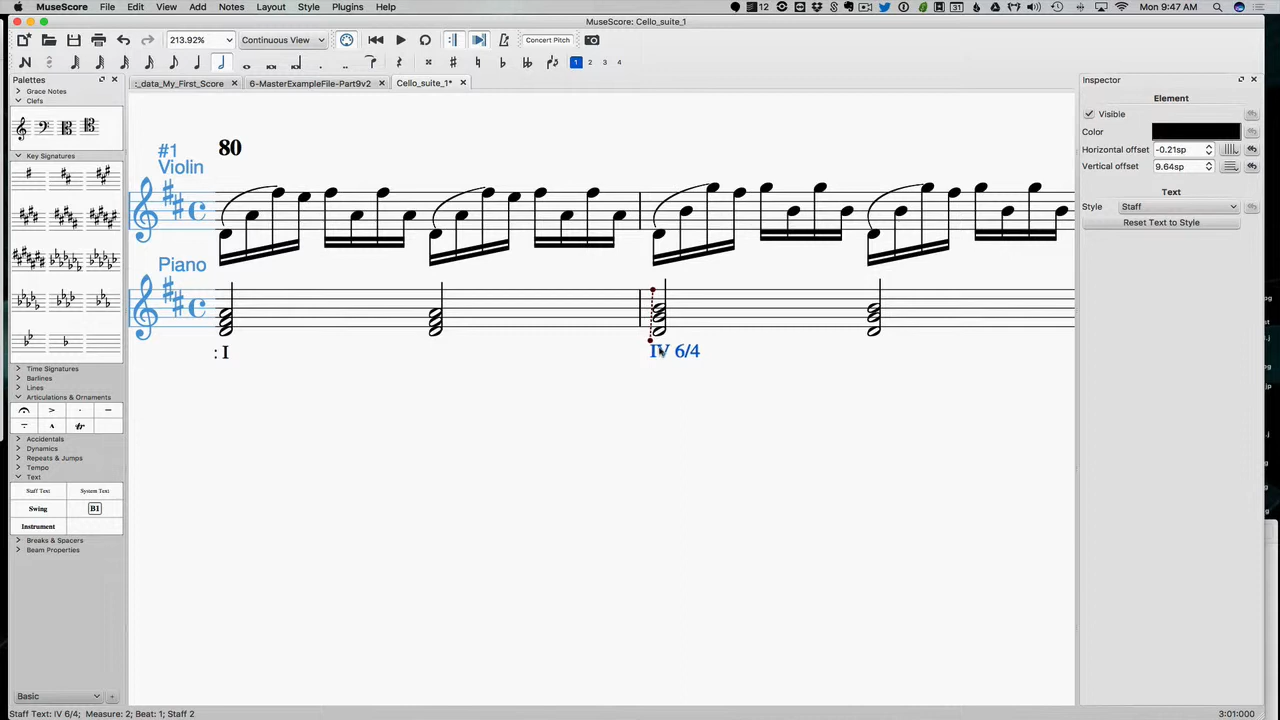 MuseScore File Edit View Add Notes Layout Style Plugins Help
12
31
Mon 9:47 AM
MuseScore: Cello_suite_1
213.92%
Continuous View
Concert Pitch
1 2 3 4
Palettes
Grace Notes
Clefs
Key Signatures
Time Signatures
Barlines
Lines
Articulations & Ornaments
Accidentals
Dynamics
Repeats & Jumps
Tempo
Text
Staff Text
System Text
Swing
B1
Instrument
Breaks & Spacers
Beam Properties
Basic
:_data_My_First_Score
6-MasterExampleFile-Part9v2
Cello_suite_1*
#1
80
Violin
Piano
: I
IV 6/4
Inspector
Element
Visible
Color
Horizontal offset -0.21sp
Vertical offset 9.64sp
Text
Style Staff
Reset Text to Style
Staff Text: IV 6/4; Measure: 2; Beat: 1; Staff 2
3:01:000